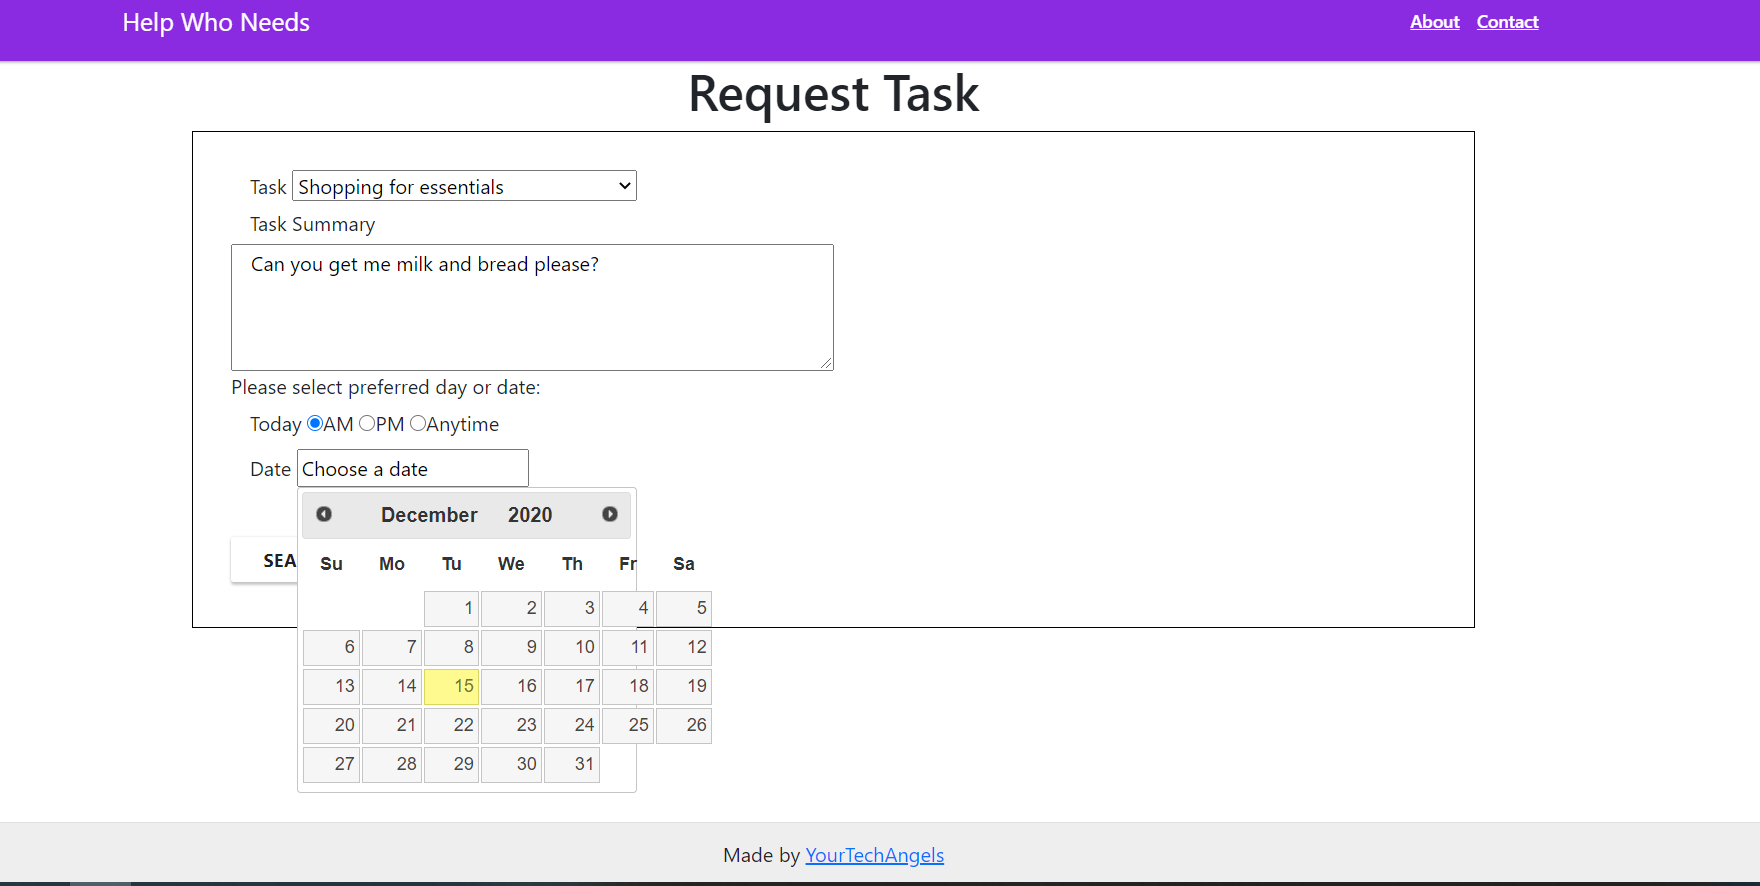 Help Who Needs
About Contact
Request Task
Task Shopping for essentials
Task Summary
Can you get me milk and bread please?
Please select preferred day or date:
Today AM PM Anytime
Date Choose a date
December 2020
SEA
Su Mo Tu We Th Fr Sa
1 2 3 4 5
6 7 8 9 10 11 12
13 14 15 16 17 18 19
20 21 22 23 24 25 26
27 28 29 30 31
Made by YourTechAngels